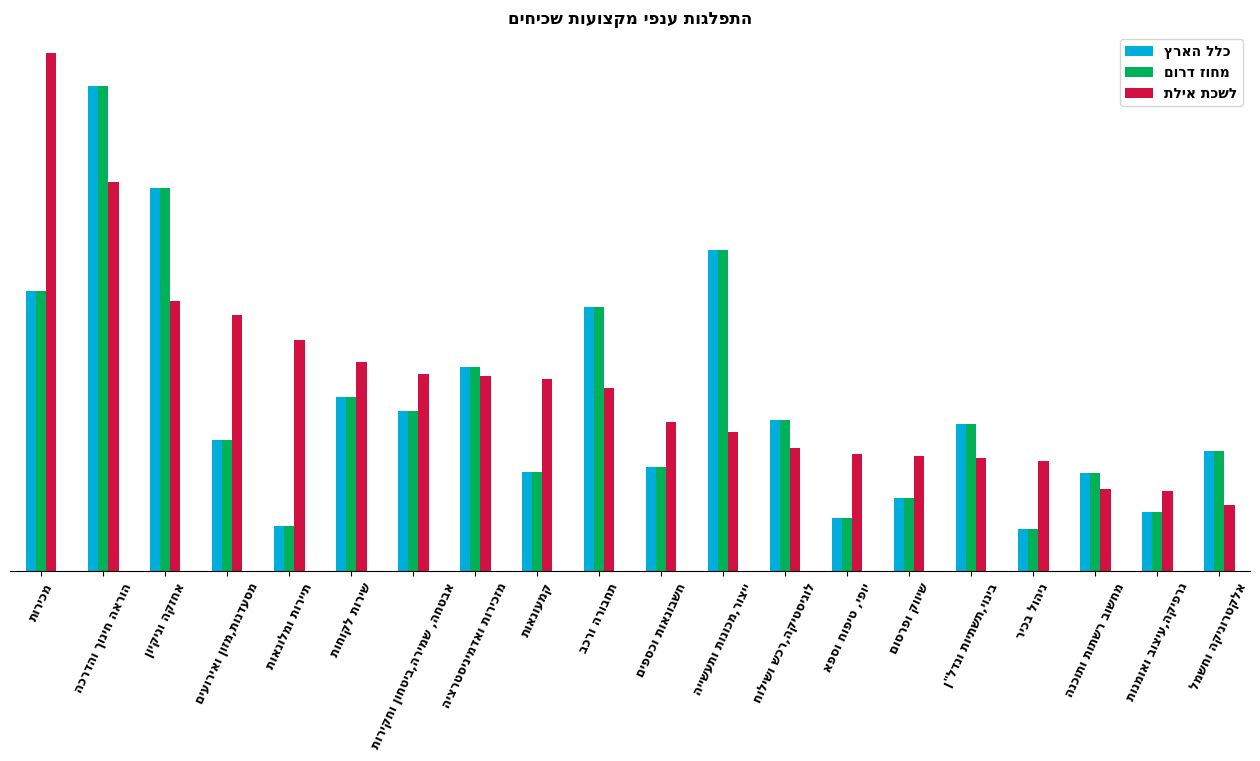 התפלגות ענפי מקצועות שכיחים
כלל הארץ
מחוז דרום
לשכת אילת
מכירות
הוראה חינוך והדרכה
אחזקה וניקיון
מסעדנות,מזון ואירועים
תיירות ומלונאות
שירות לקוחות
אבטחה, שמירה,ביטחון וחקירות
מזכירות ואדמיניסטרציה
קמעונאות
תחבורה ורכב
חשבונאות וכספים
ייצור,מכונות ותעשייה
לוגיסטיקה,רכש ושילוח
יופי, טיפוח וספא
שיווק ופרסום
בינוי,תשתיות ונדל"ן
ניהול בכיר
מחשוב רשתות ותוכנה
גרפיקה,עיצוב ואומנות
אלקטרוניקה וחשמל